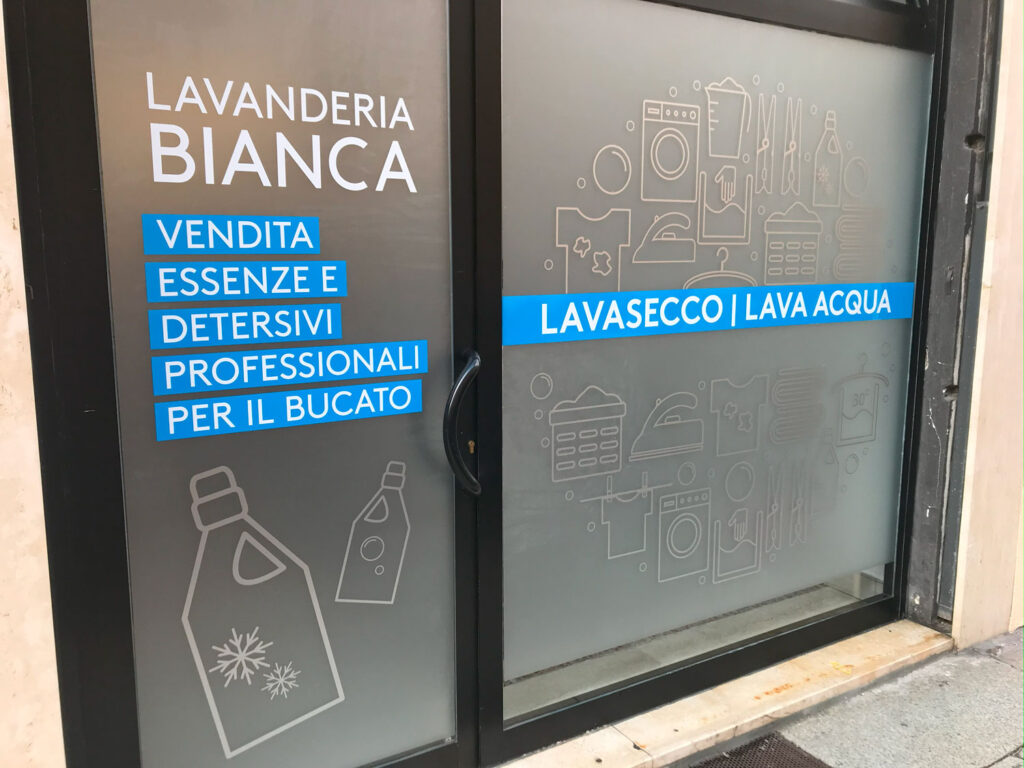 LAVANDERIA
BIANCA
VENDITA
ESSENZE E
DETERSIVI
PROFESSIONALI
PER IL BUCATO
LAVASECCO | LAVA ACQUA
30°